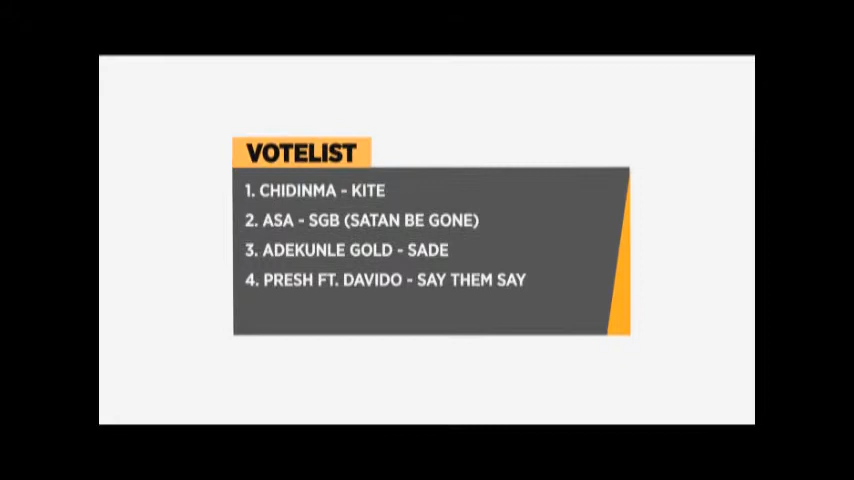 VOTELIST
1. CHIDINMA - KITE
2. ASA - SGB (SATAN BE GONE)
3. ADEKUNLE GOLD - SADE
4. PRESH FT. DAVIDO - SAY THEM SAY